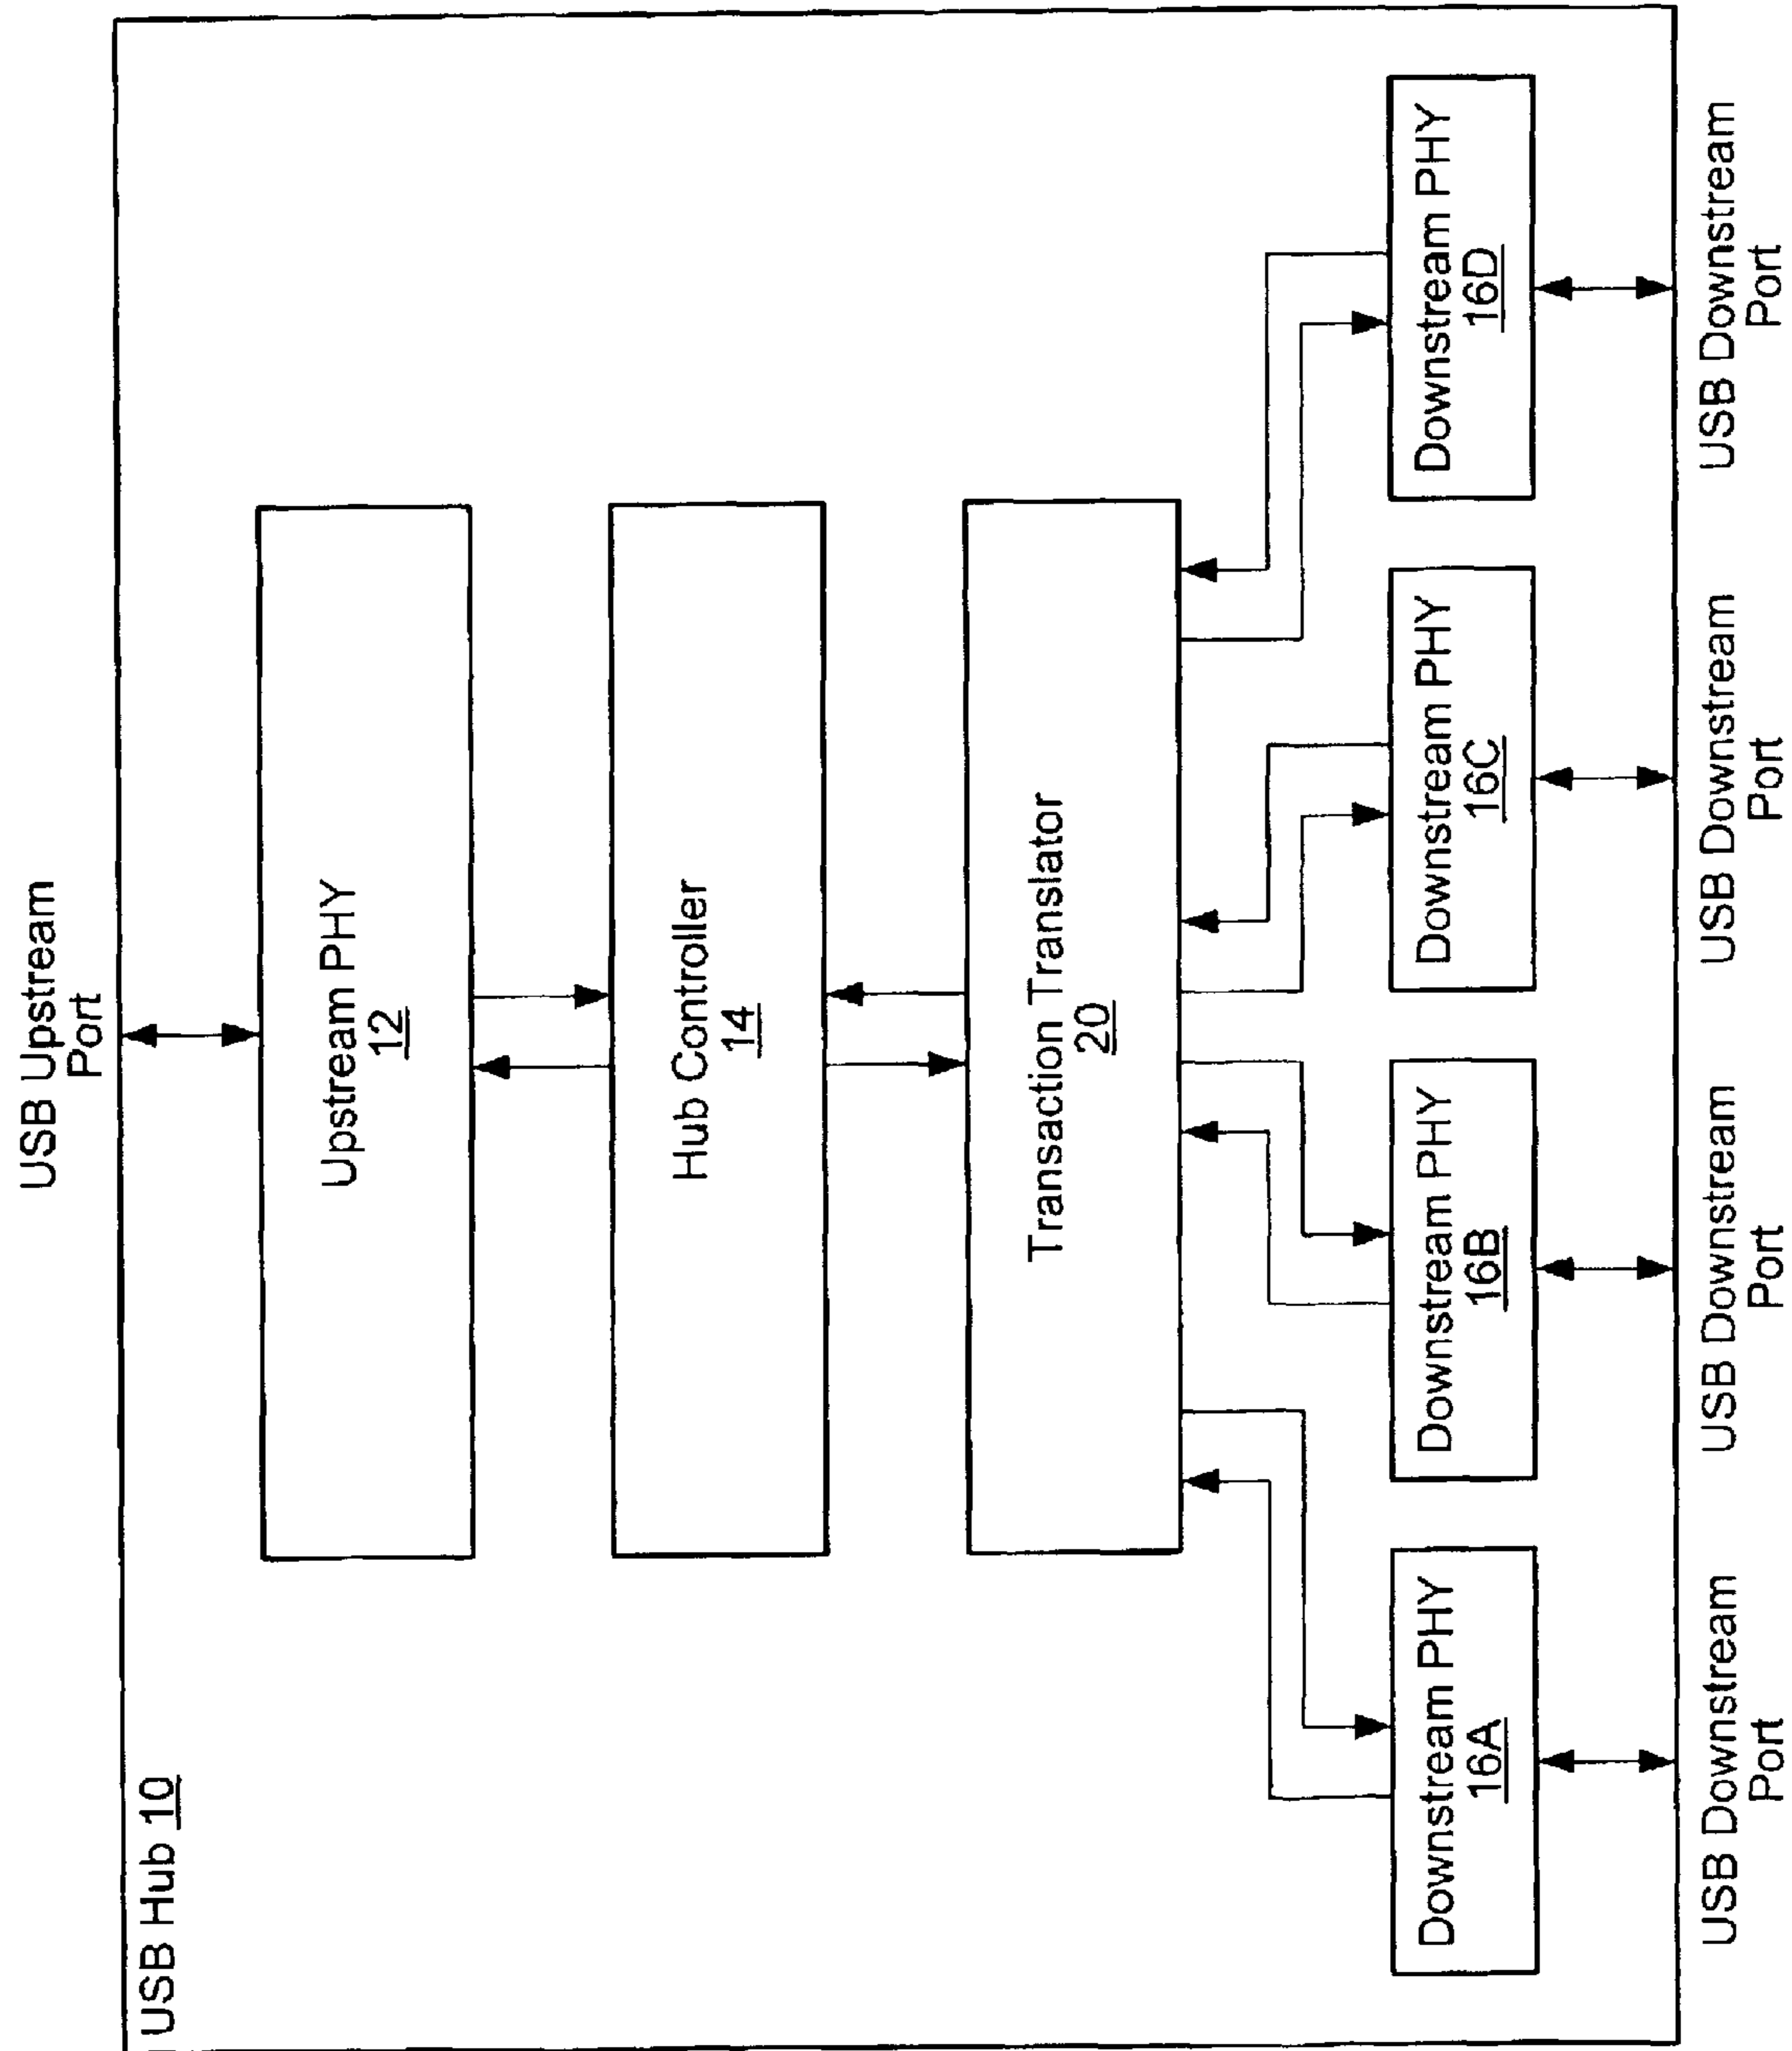 USB Upstream
Port
USB Hub 10
Upstream PHY
12
Hub Controller
14
Transaction Translator
20
Downstream PHY
16A
Downstream PHY
16B
Downstream PHY
16C
Downstream PHY
16D
USB Downstream
Port
USB Downstream
Port
USB Downstream
Port
USB Downstream
Port